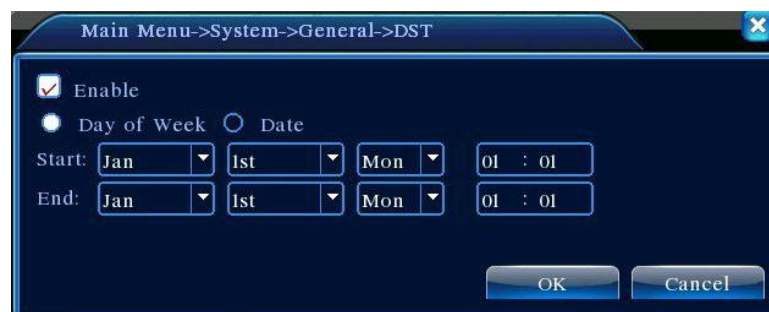 Main Menu->System->General->DST
Enable
Day of Week Date
Start: Jan 1st Mon 01 : 01
End: Jan 1st Mon 01 : 01
OK Cancel